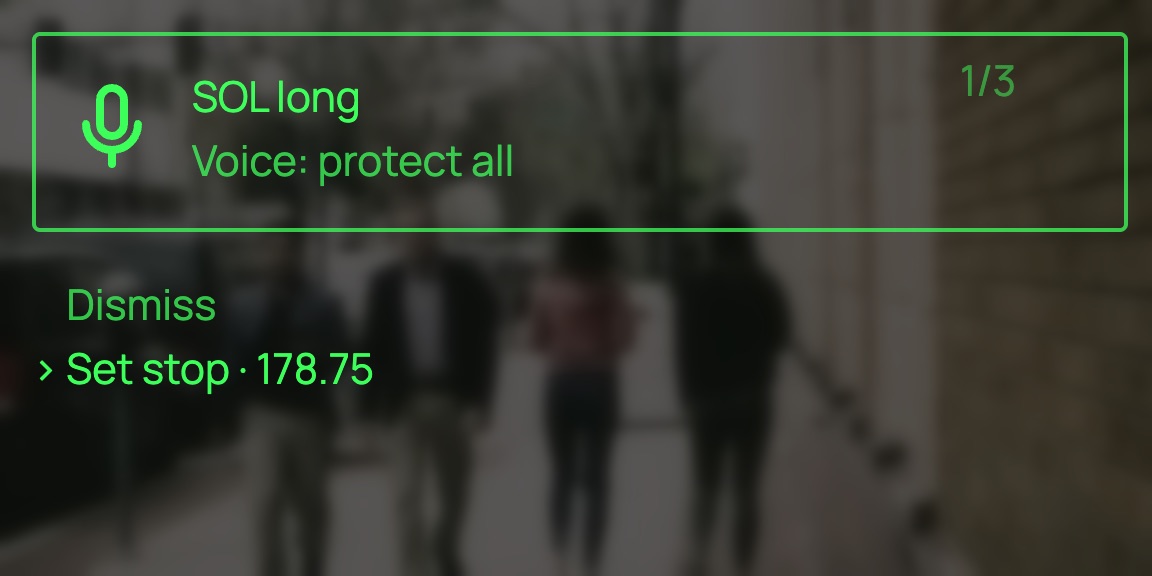 SOL long
1/3
Voice: protect all
Dismiss
› Set stop · 178.75